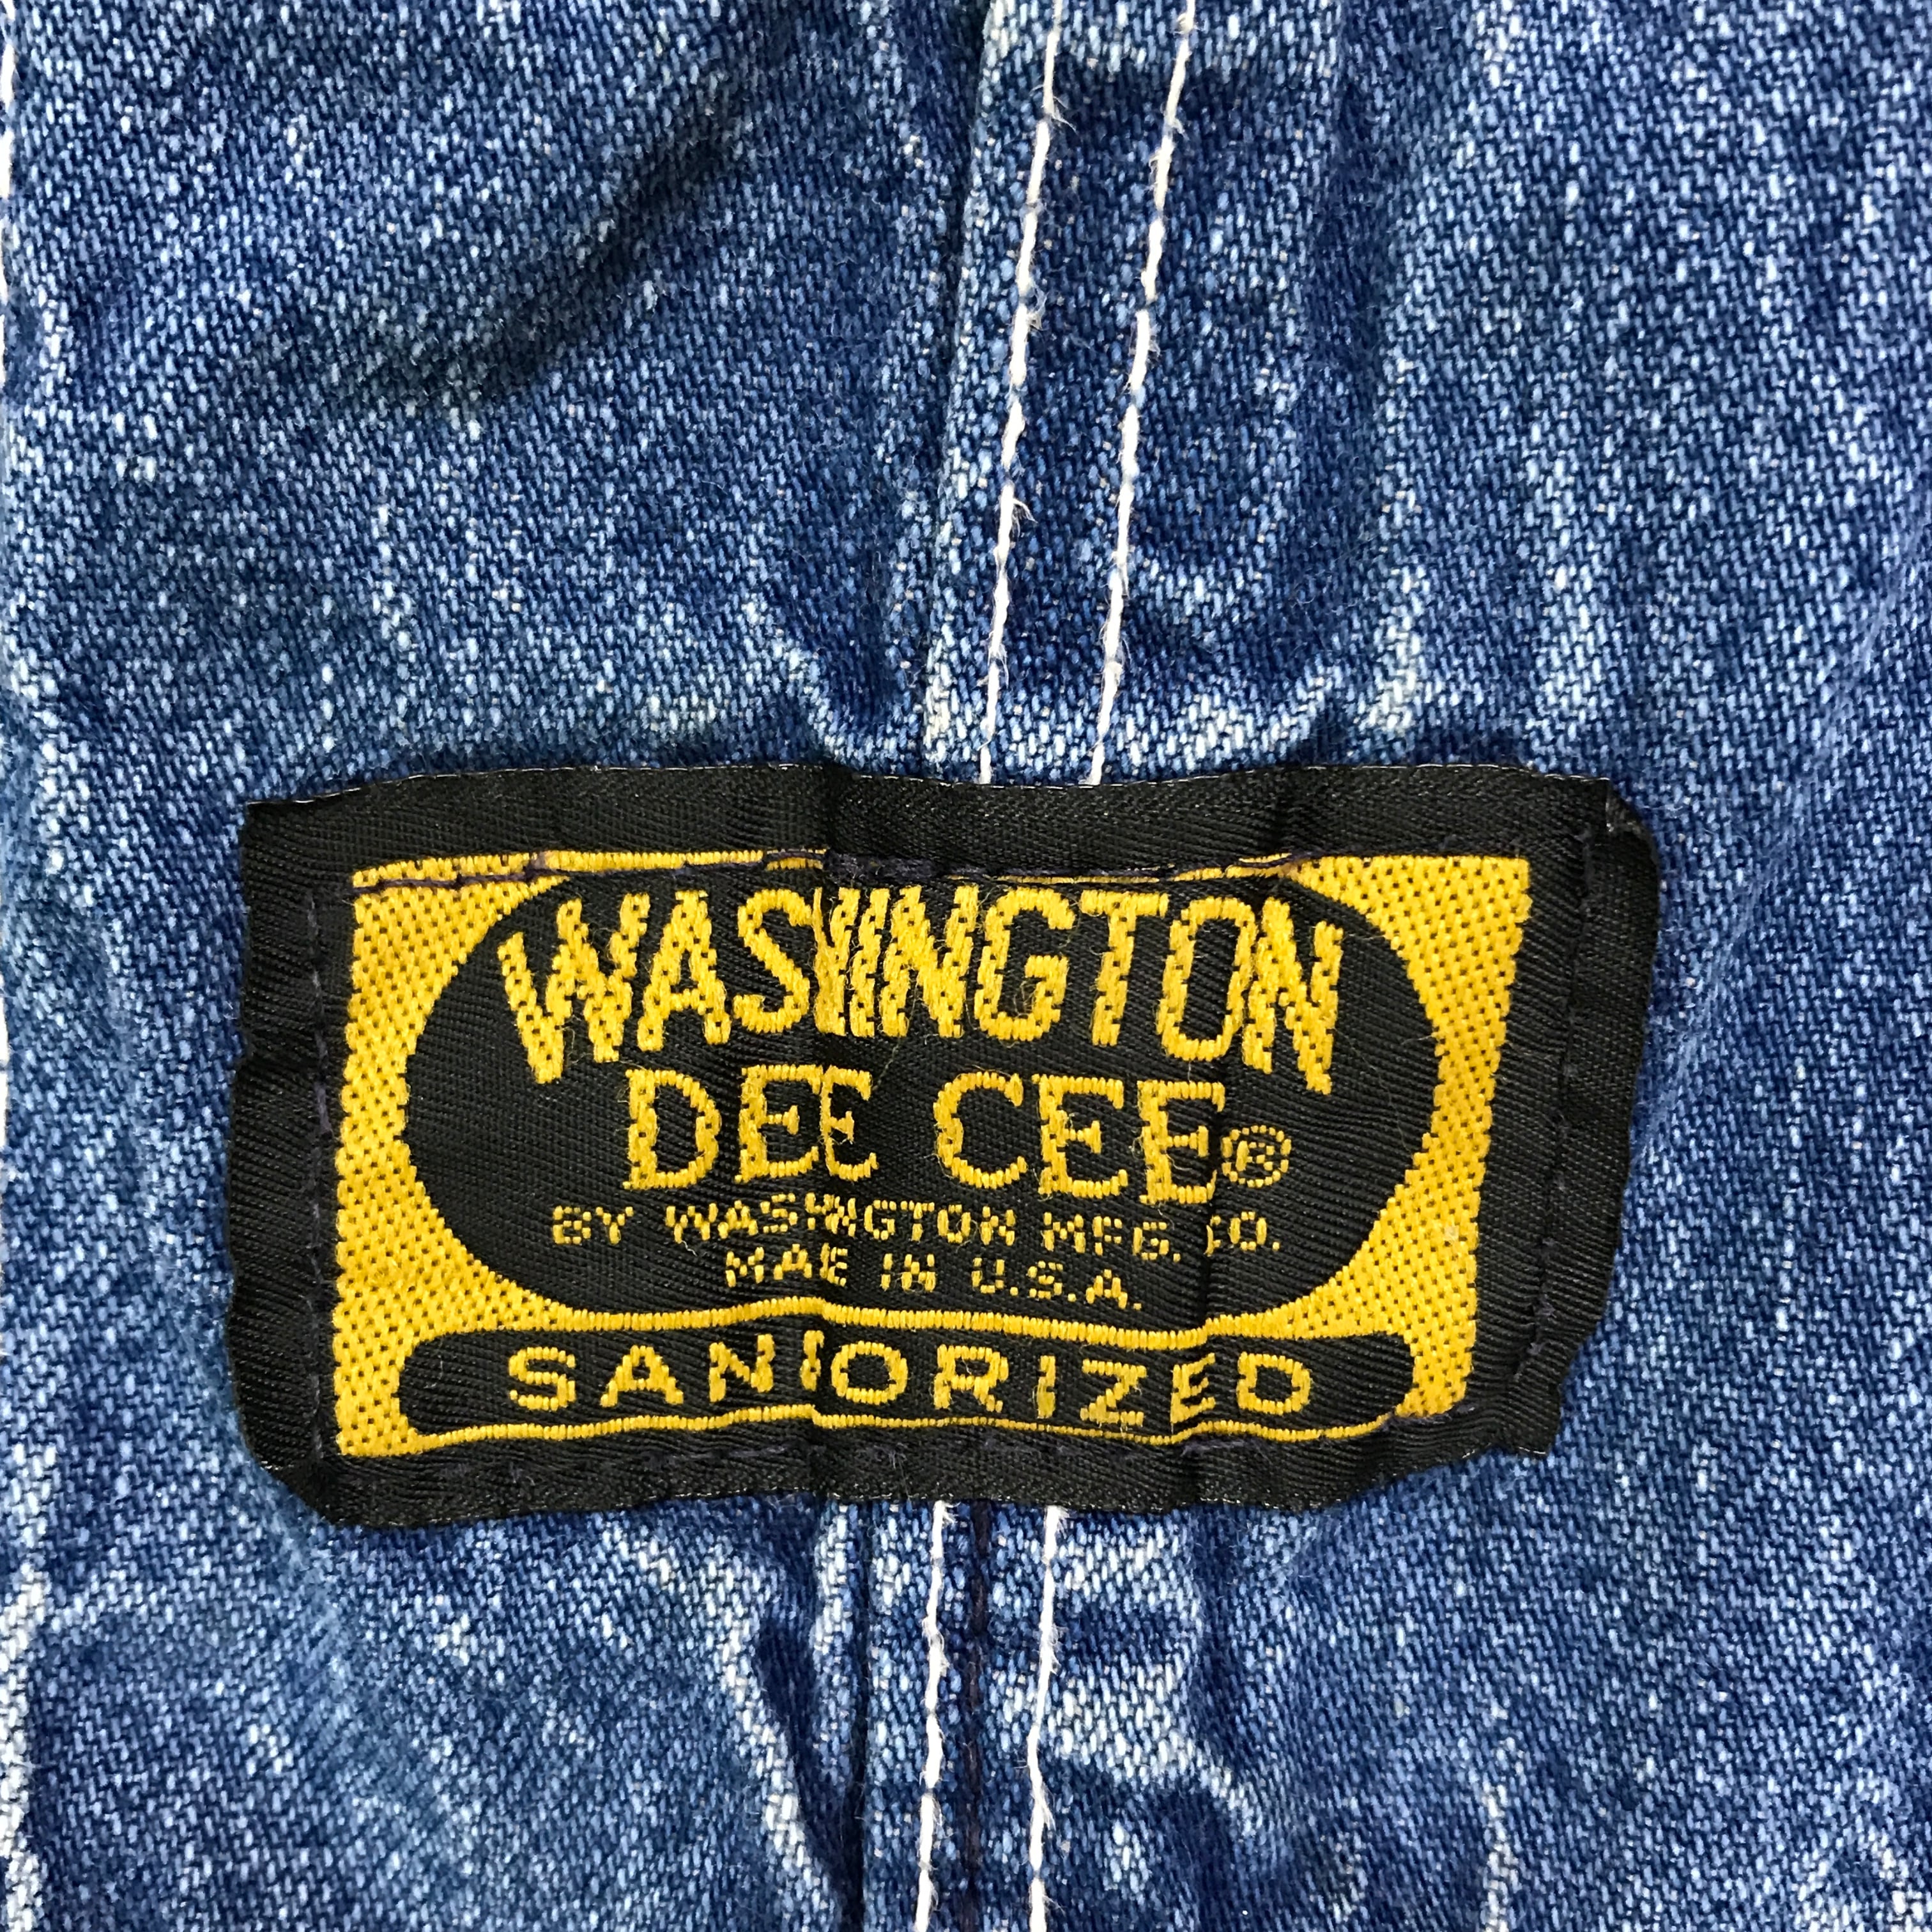 WASHINGTON
DEE CEE®
BY WASHINGTON MFG. CO.
MADE IN U.S.A.
SANFORIZED